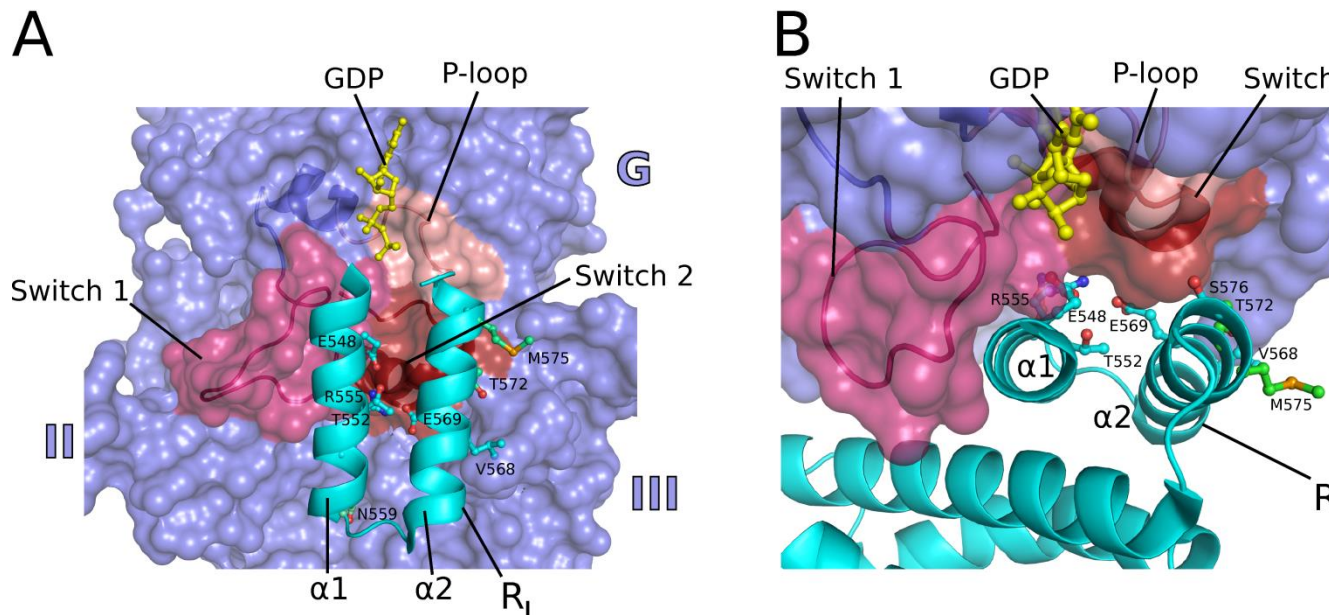 A
GDP
P-loop
G
Switch 1
Switch 2
E548
M575
T572
R555
T552
E569
II
V568
III
N559
α1
α2
R
B
Switch 1
GDP
P-loop
Switch
S576
R555
T572
E548
E569
α1
T552
V568
M575
α2
R